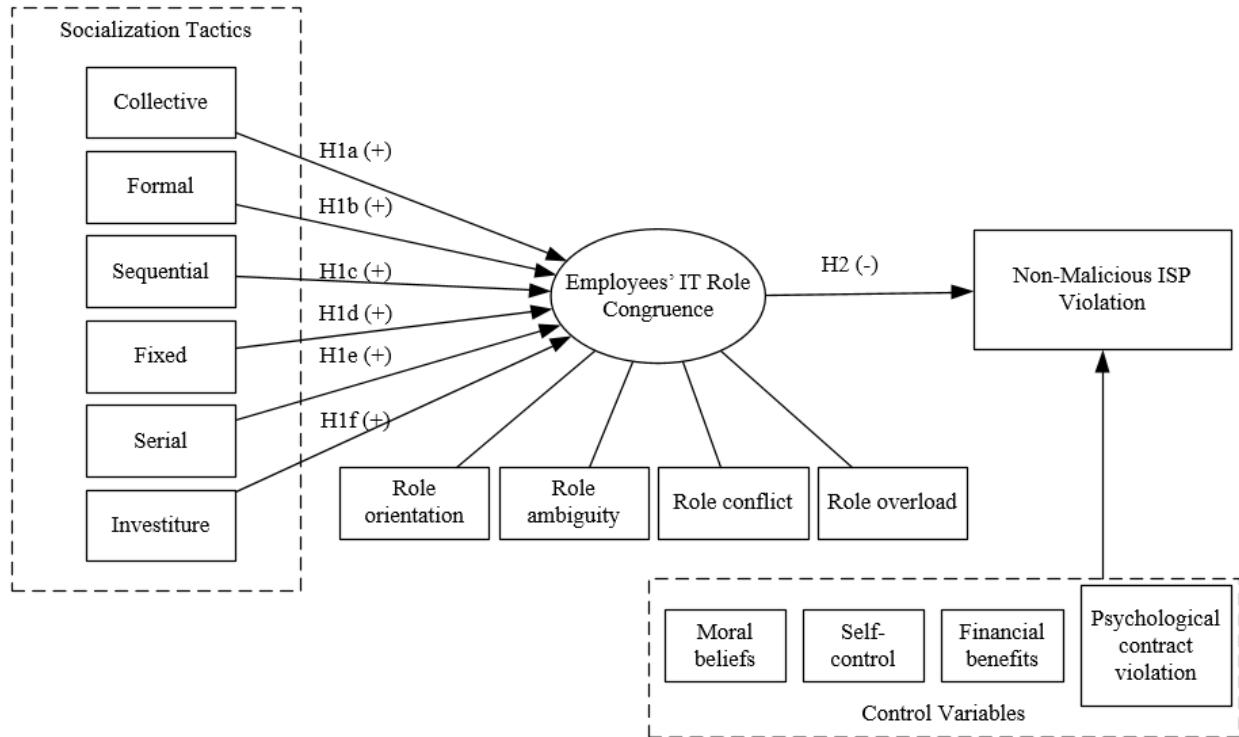 Socialization Tactics
Collective
Formal
Sequential
Fixed
Serial
Investiture
H1a (+)
H1b (+)
H1c (+)
H1d (+)
H1e (+)
H1f (+)
Employees’ IT Role
Congruence
H2 (-)
Non-Malicious ISP
Violation
Role
orientation
Role
ambiguity
Role conflict
Role overload
Moral
beliefs
Self-
control
Financial
benefits
Psychological
contract
violation
Control Variables